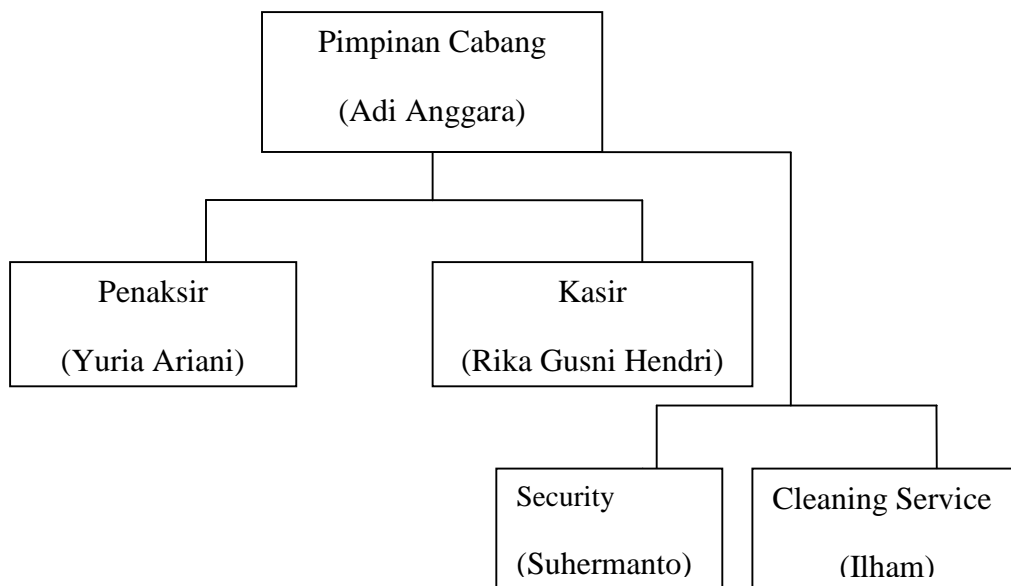 Pimpinan Cabang
(Adi Anggara)
Penaksir
(Yuria Ariani)
Kasir
(Rika Gusni Hendri)
Security
(Suhermanto)
Cleaning Service
(Ilham)